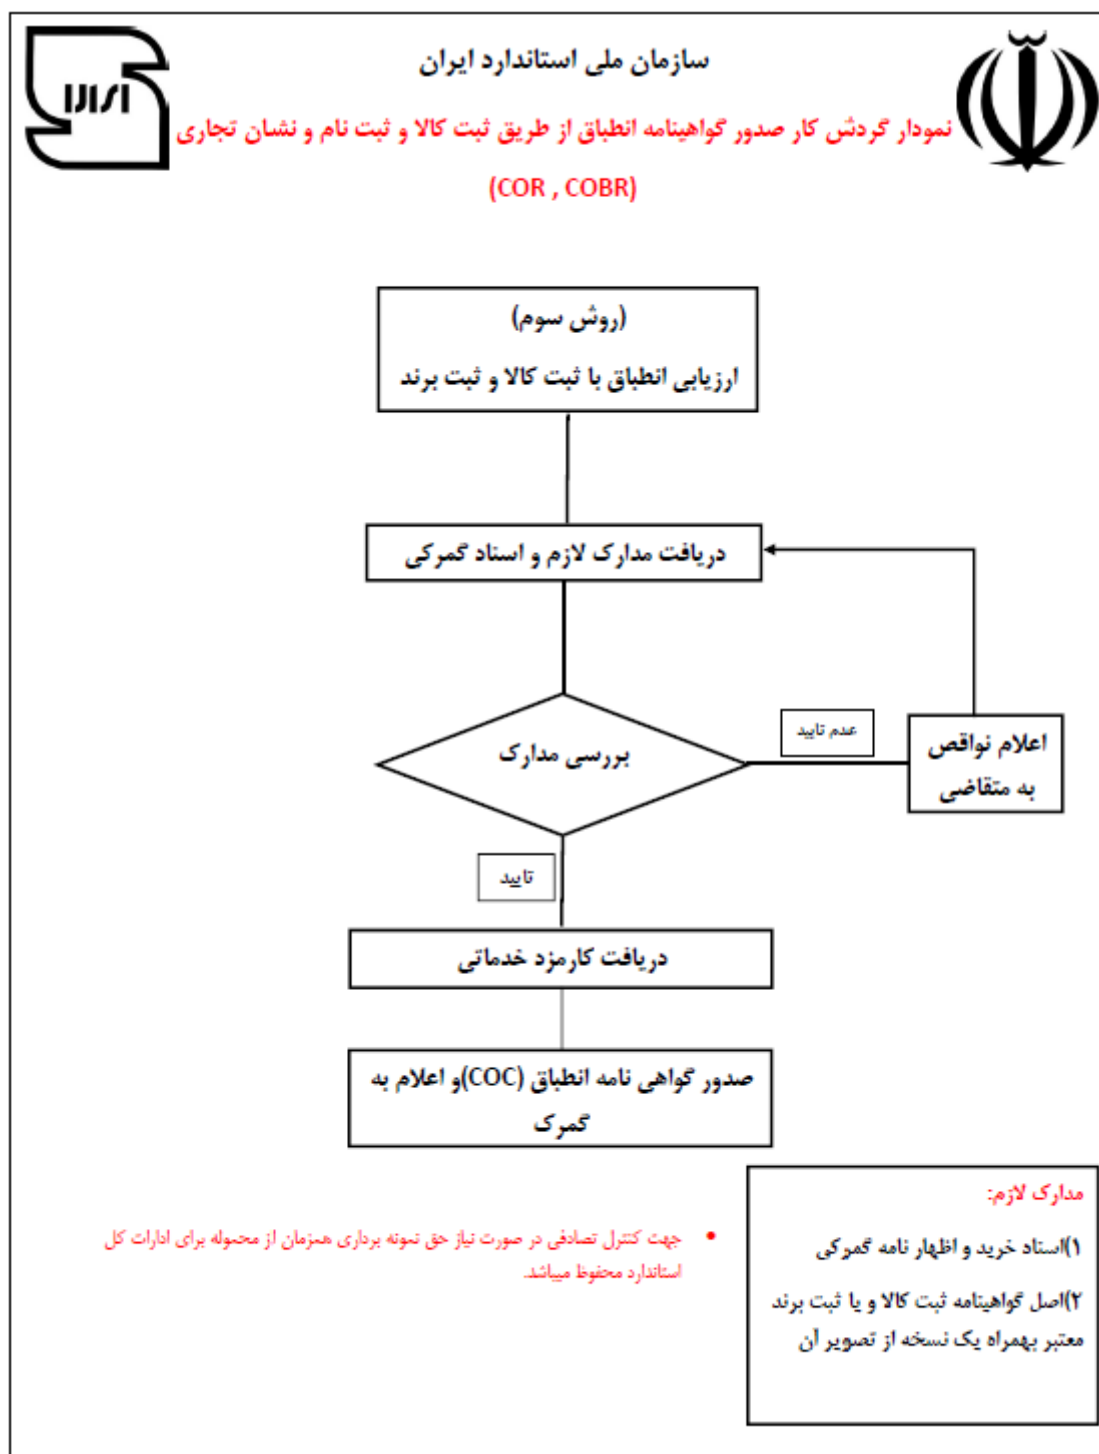 سازمان ملی استاندارد ایران
نمودار گردش کار صدور گواهینامه انطباق از طریق ثبت کالا و ثبت نام و نشان تجاری
(COR , COBR)
(روش سوم)
ارزیابی انطباق با ثبت کالا و ثبت برند
دریافت مدارک لازم و اسناد گمرکی
بررسی مدارک
عدم تایید
اعلام نواقص
به متقاضی
تایید
دریافت کارمزد خدماتی
صدور گواهی نامه انطباق (COC)و اعلام به
گمرک
مدارک لازم:
۱)اسناد خرید و اظهار نامه گمرکی
۲)اصل گواهینامه ثبت کالا و یا ثبت برند
معتبر بهمراه یک نسخه از تصویر آن
• جهت کنترل تصادفی در صورت نیاز حق نمونه برداری همزمان از محموله برای ادارات کل
استاندارد محفوظ میباشد.